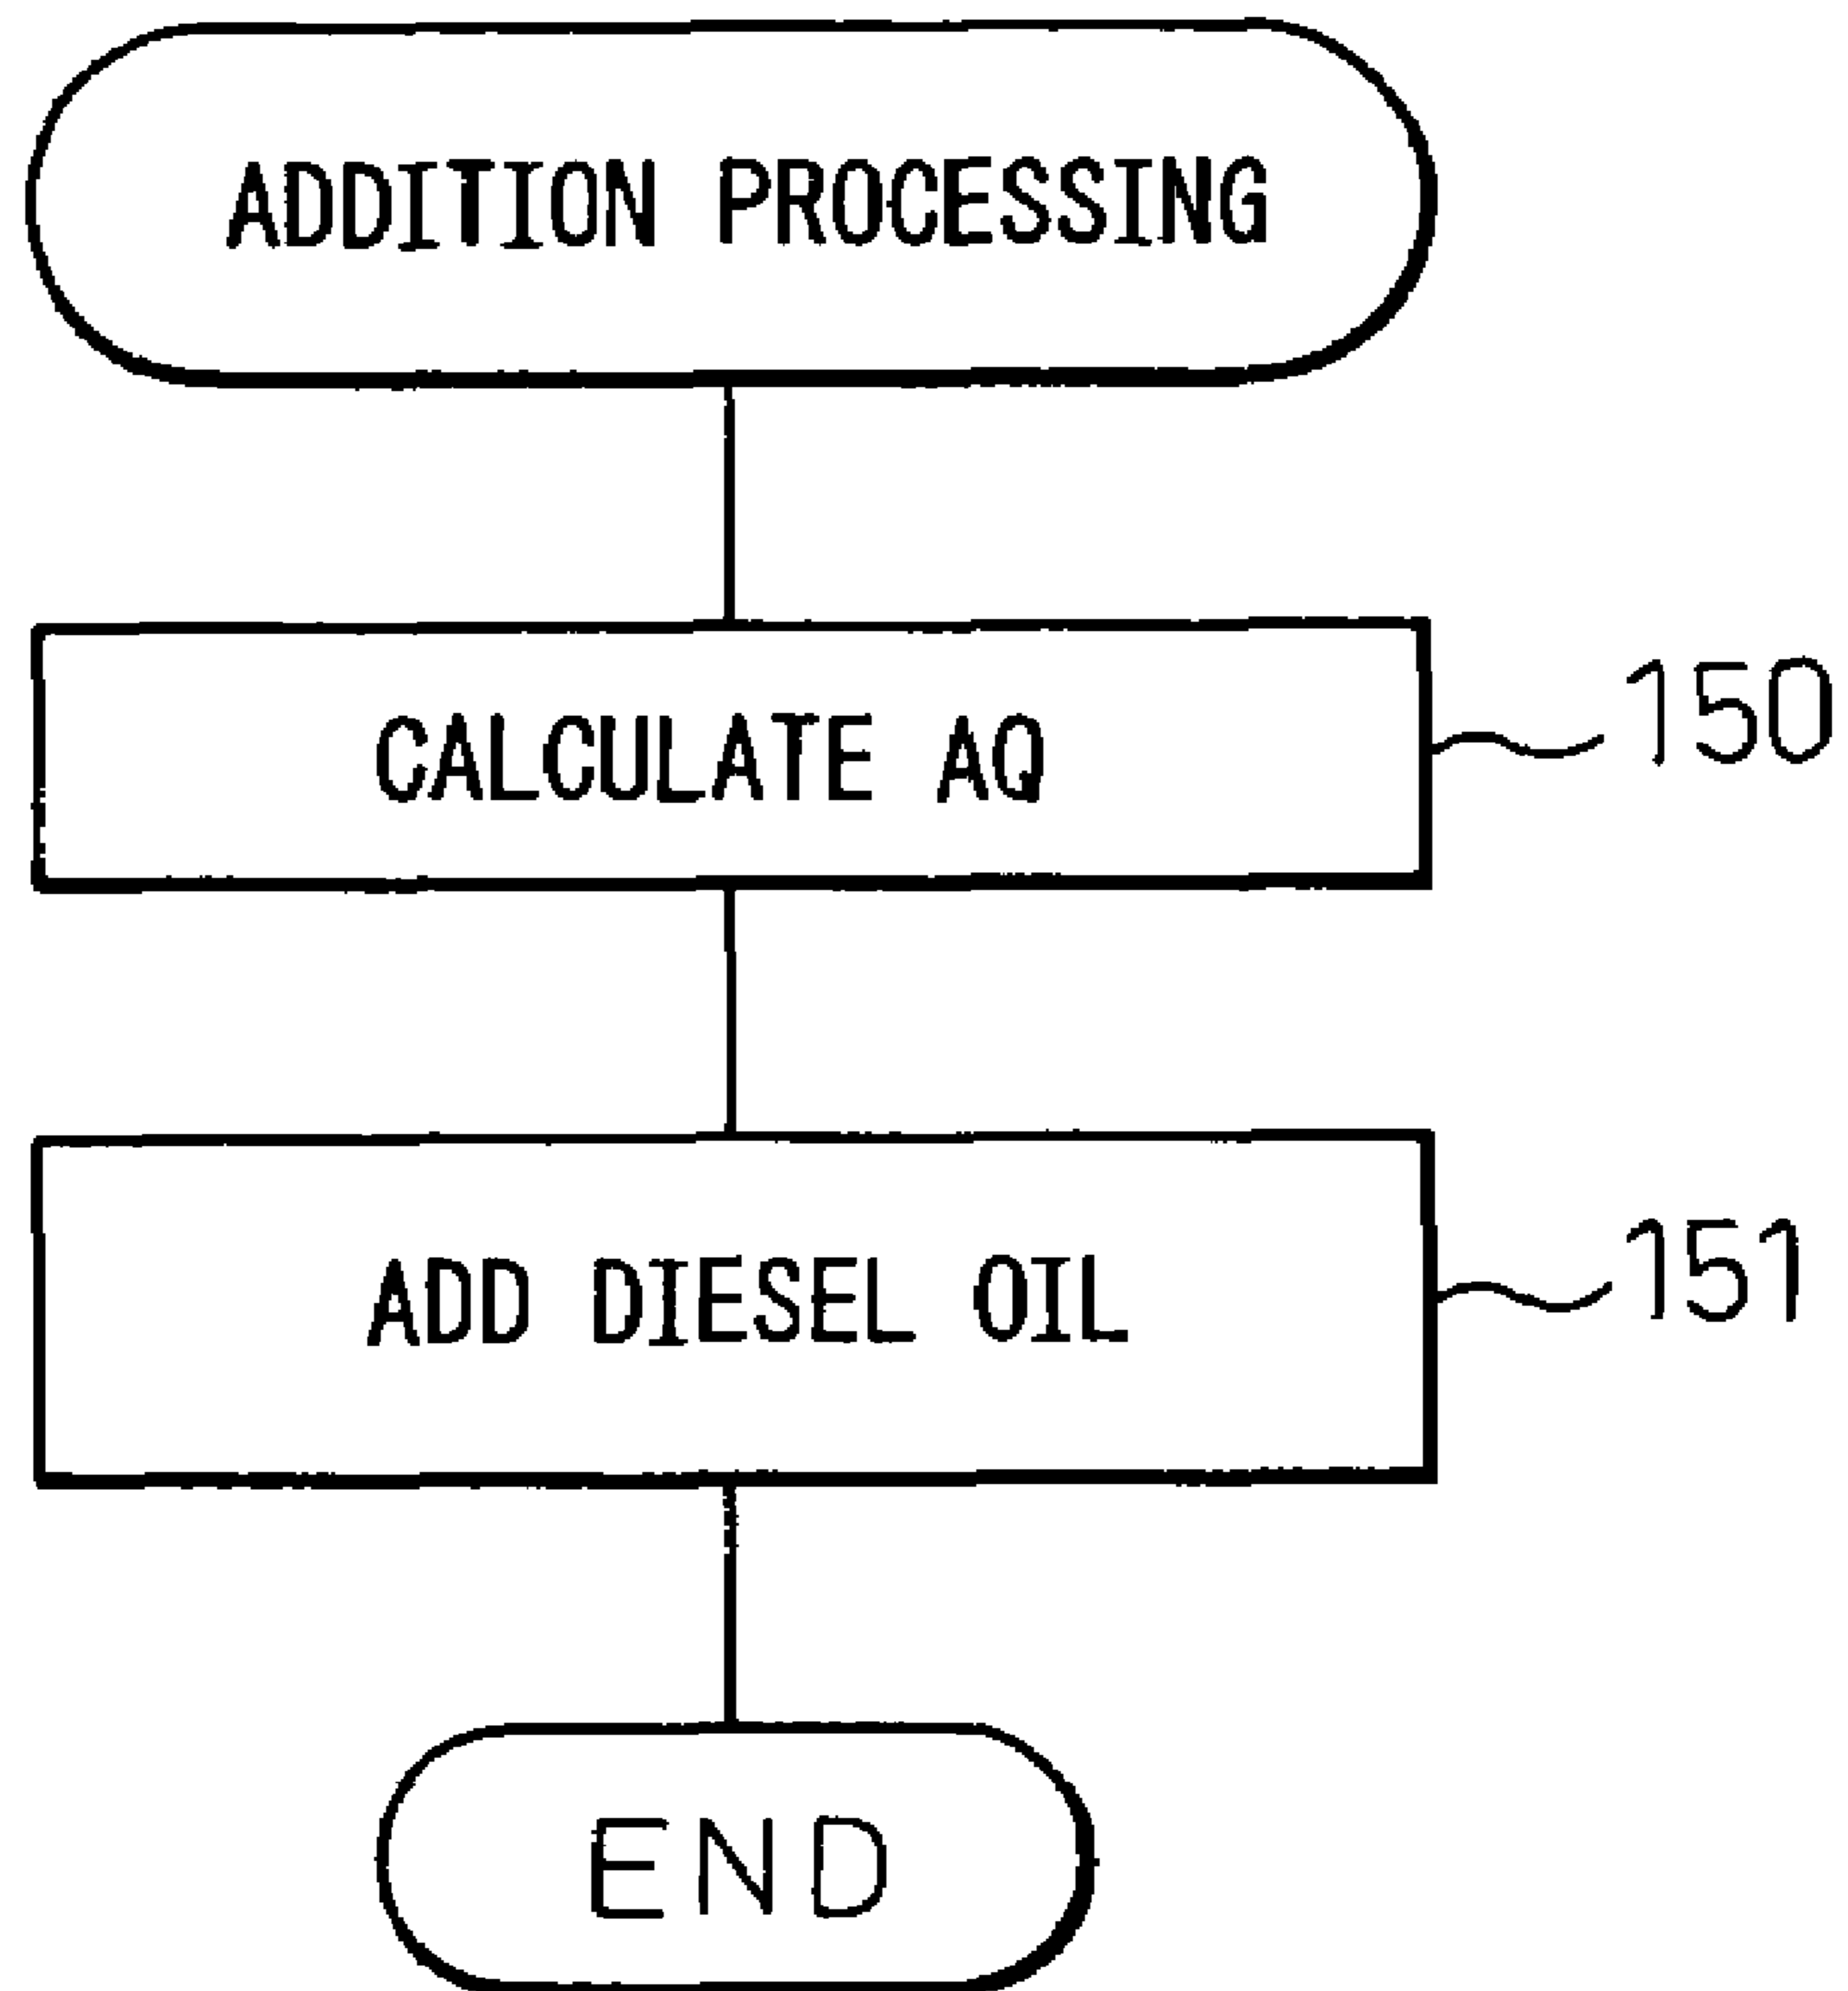 ADDITION PROCESSING
CALCULATE AQ
150
ADD DIESEL OIL
151
END